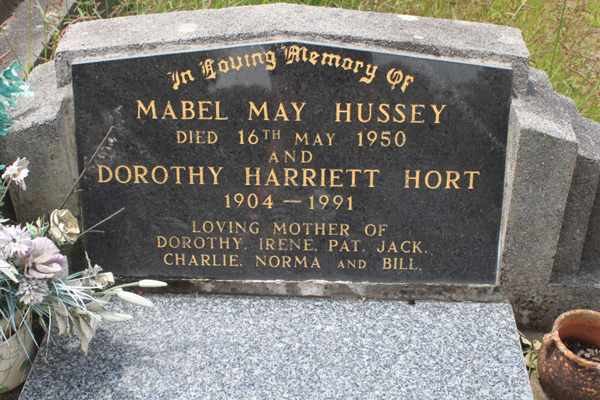 In Loving Memory Of
MABEL MAY HUSSEY
DIED 16TH MAY 1950
AND
DOROTHY HARRIETT HORT
1904 — 1991
LOVING MOTHER OF
DOROTHY, IRENE, PAT, JACK,
CHARLIE, NORMA AND BILL.